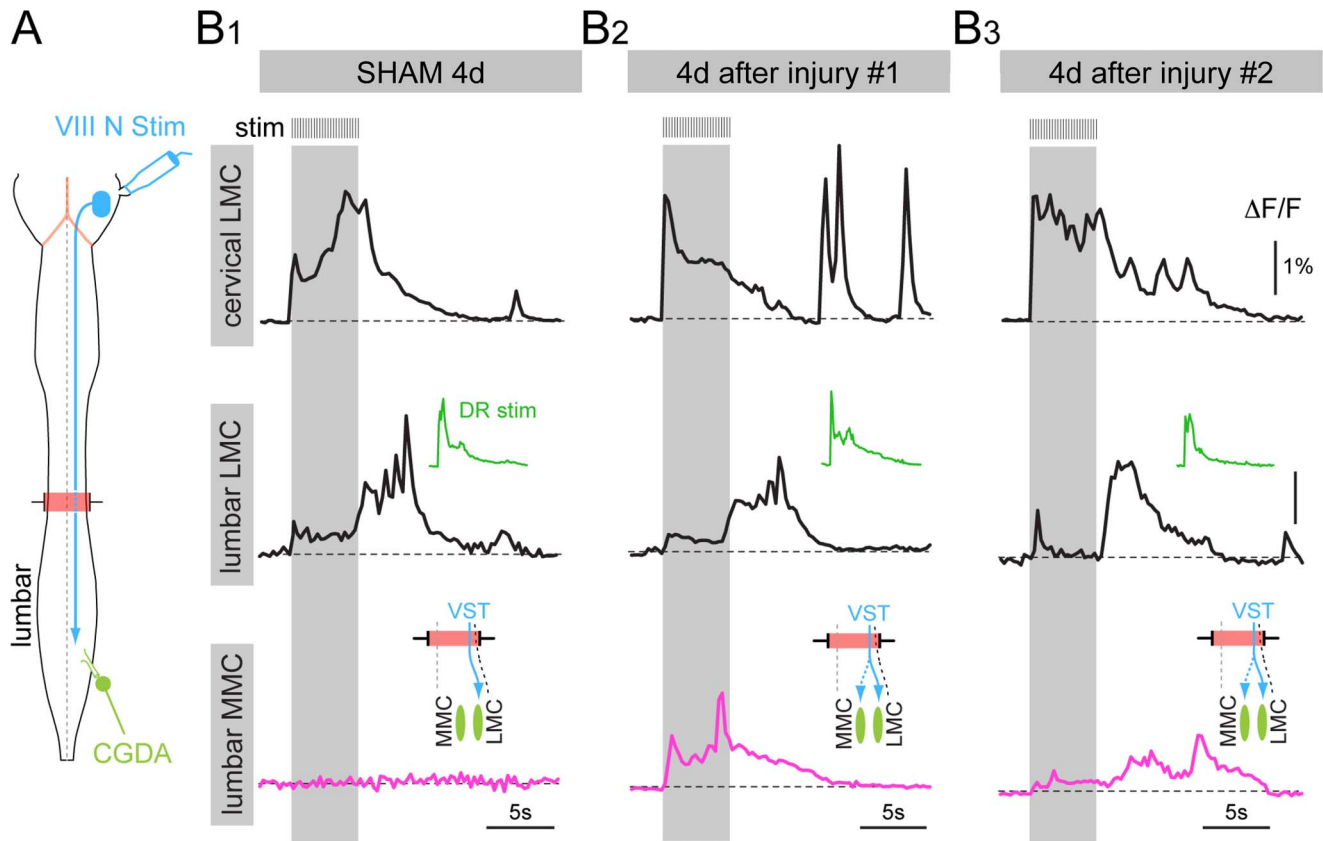 A
B1
B2
B3
SHAM 4d
4d after injury #1
4d after injury #2
VIII N Stim
stim
cervical LMC
ΔF/F
1%
lumbar LMC
DR stim
lumbar
VST
VST
VST
MMC
LMC
MMC
LMC
MMC
LMC
lumbar MMC
CGDA
5s
5s
5s